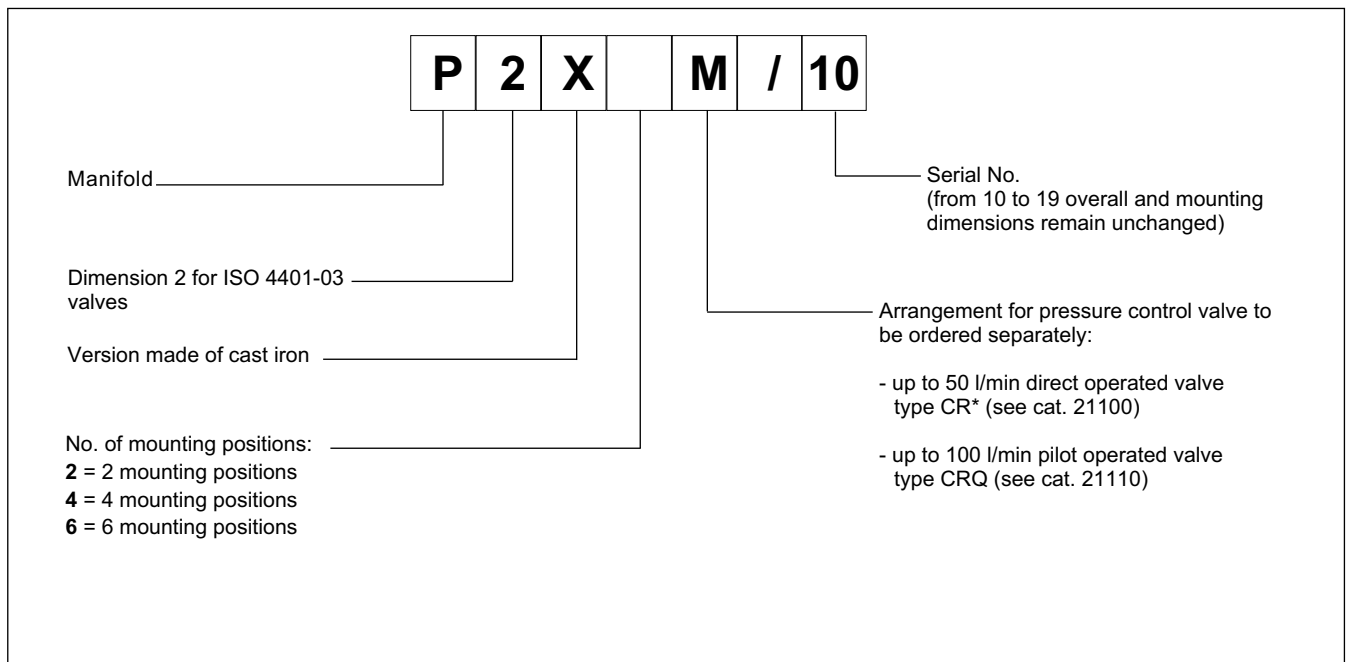 P 2 X M / 10
Manifold
Dimension 2 for ISO 4401-03
valves
Version made of cast iron
No. of mounting positions:
2 = 2 mounting positions
4 = 4 mounting positions
6 = 6 mounting positions
Serial No.
(from 10 to 19 overall and mounting
dimensions remain unchanged)
Arrangement for pressure control valve to
be ordered separately:
- up to 50 l/min direct operated valve
type CR* (see cat. 21100)
- up to 100 l/min pilot operated valve
type CRQ (see cat. 21110)